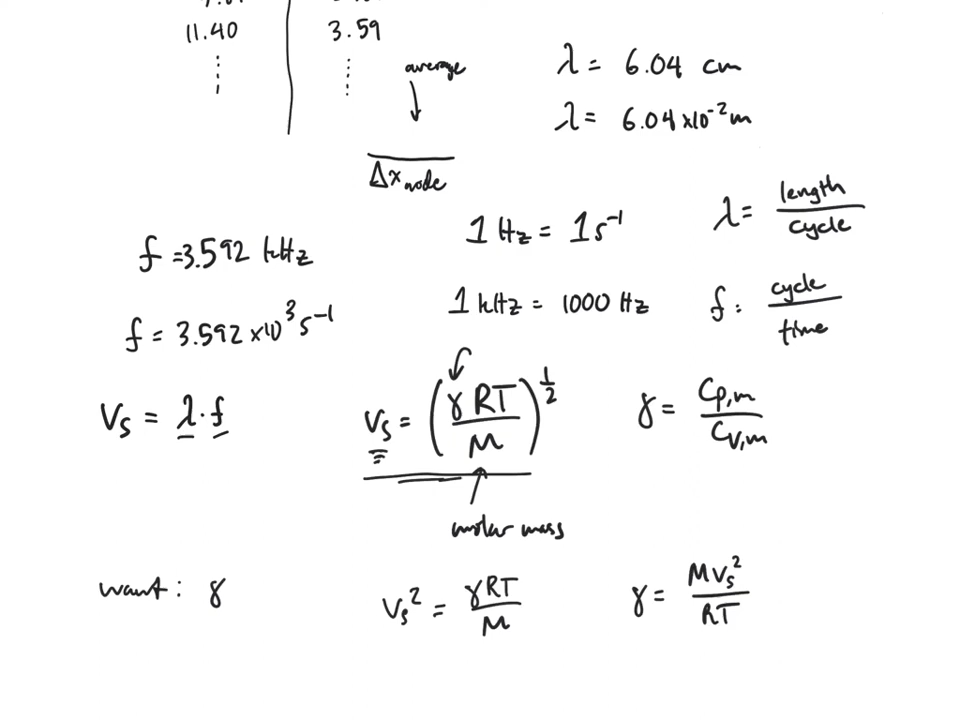 11.40 3.59
average
λ = 6.04 cm
λ = 6.04 x10⁻² m
Δx node
1 Hz = 1 s⁻¹
λ = length / cycle
f = 3.592 kHz
1 kHz = 1000 Hz
f : cycle / time
f = 3.592 x10³ s⁻¹
Vs = λ · f
Vs = (γRT / M)^(1/2)
γ = Cp,m / Cv,m
molar mass
want : γ
Vs² = γRT / M
γ = MVs² / RT